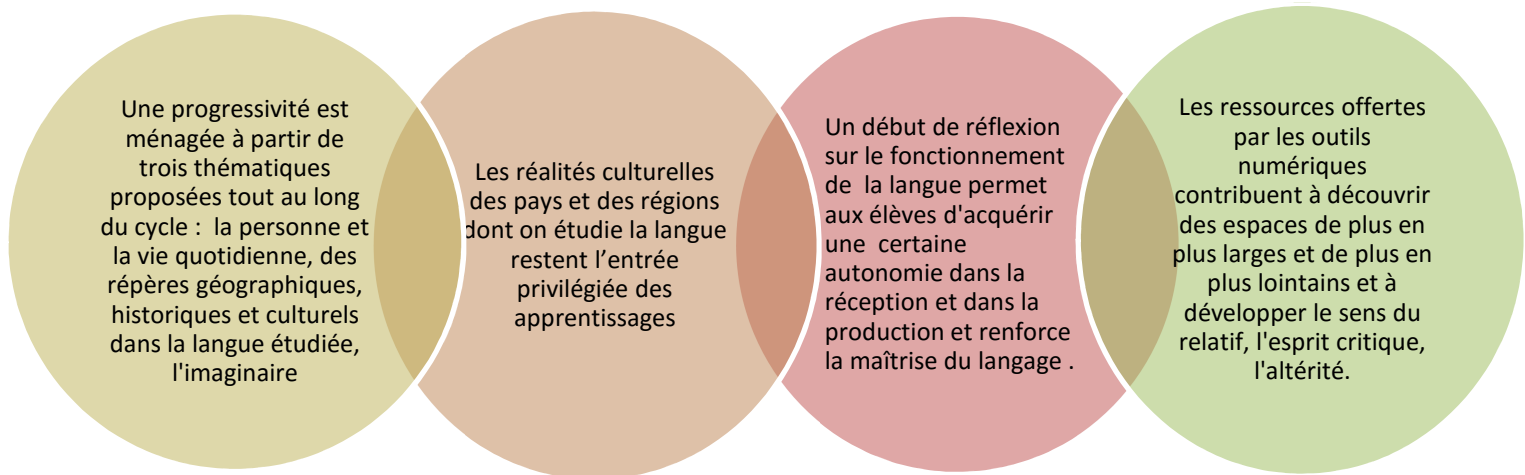 Une progressivité est
ménagée à partir de
trois thématiques
proposées tout au long
du cycle : la personne et
la vie quotidienne, des
répères géographiques,
historiques et culturels
dans la langue étudiée,
l'imaginaire
Les réalités culturelles
des pays et des régions
dont on étudie la langue
restent l’entrée
privilégiée des
apprentissages
Un début de réflexion
sur le fonctionnement
de la langue permet
aux élèves d'acquérir
une certaine
autonomie dans la
réception et dans la
production et renforce
la maîtrise du langage .
Les ressources offertes
par les outils
numériques
contribuent à découvrir
des espaces de plus en
plus larges et de plus en
plus lointains et à
développer le sens du
relatif, l'esprit critique,
l'altérité.